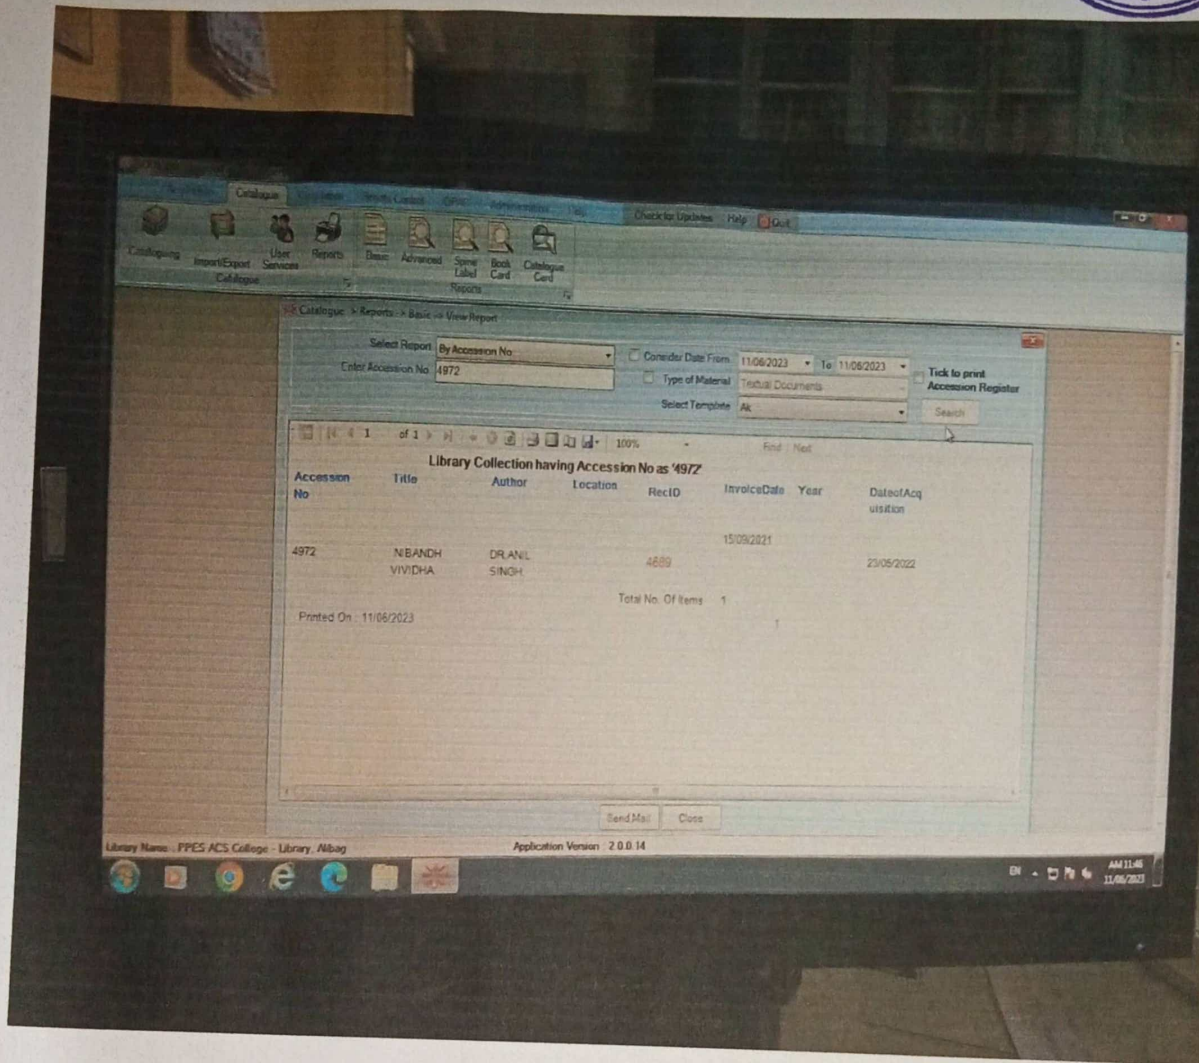 Catalogue
Administration
Check for Updates Help Quit
Cataloguing Import/Export User Services Reports Basic Advanced Spine Label Book Card Catalogue Card
Catalogue Reports
Catalogue -> Reports -> Basic -> View Report
Select Report By Accession No Consider Date From 11/06/2023 To 11/06/2023 Tick to print
Enter Accession No 4972 Type of Material Textual Documents Accession Register
Select Template Ak Search
1 of 1 100% Find Next
Library Collection having Accession No as '4972'
Accession No Title Author Location RecID InvoiceDate Year DateofAcquisition
15/09/2021
4972 NIBANDH DR.ANIL 4689 23/05/2022
VIVIDHA SINGH
Total No. Of Items 1
Printed On : 11/06/2023
1
Send Mail Close
Library Name : PPES ACS College - Library, Alibag Application Version : 2.0.0.14
EN AM 11:46
11/06/2023